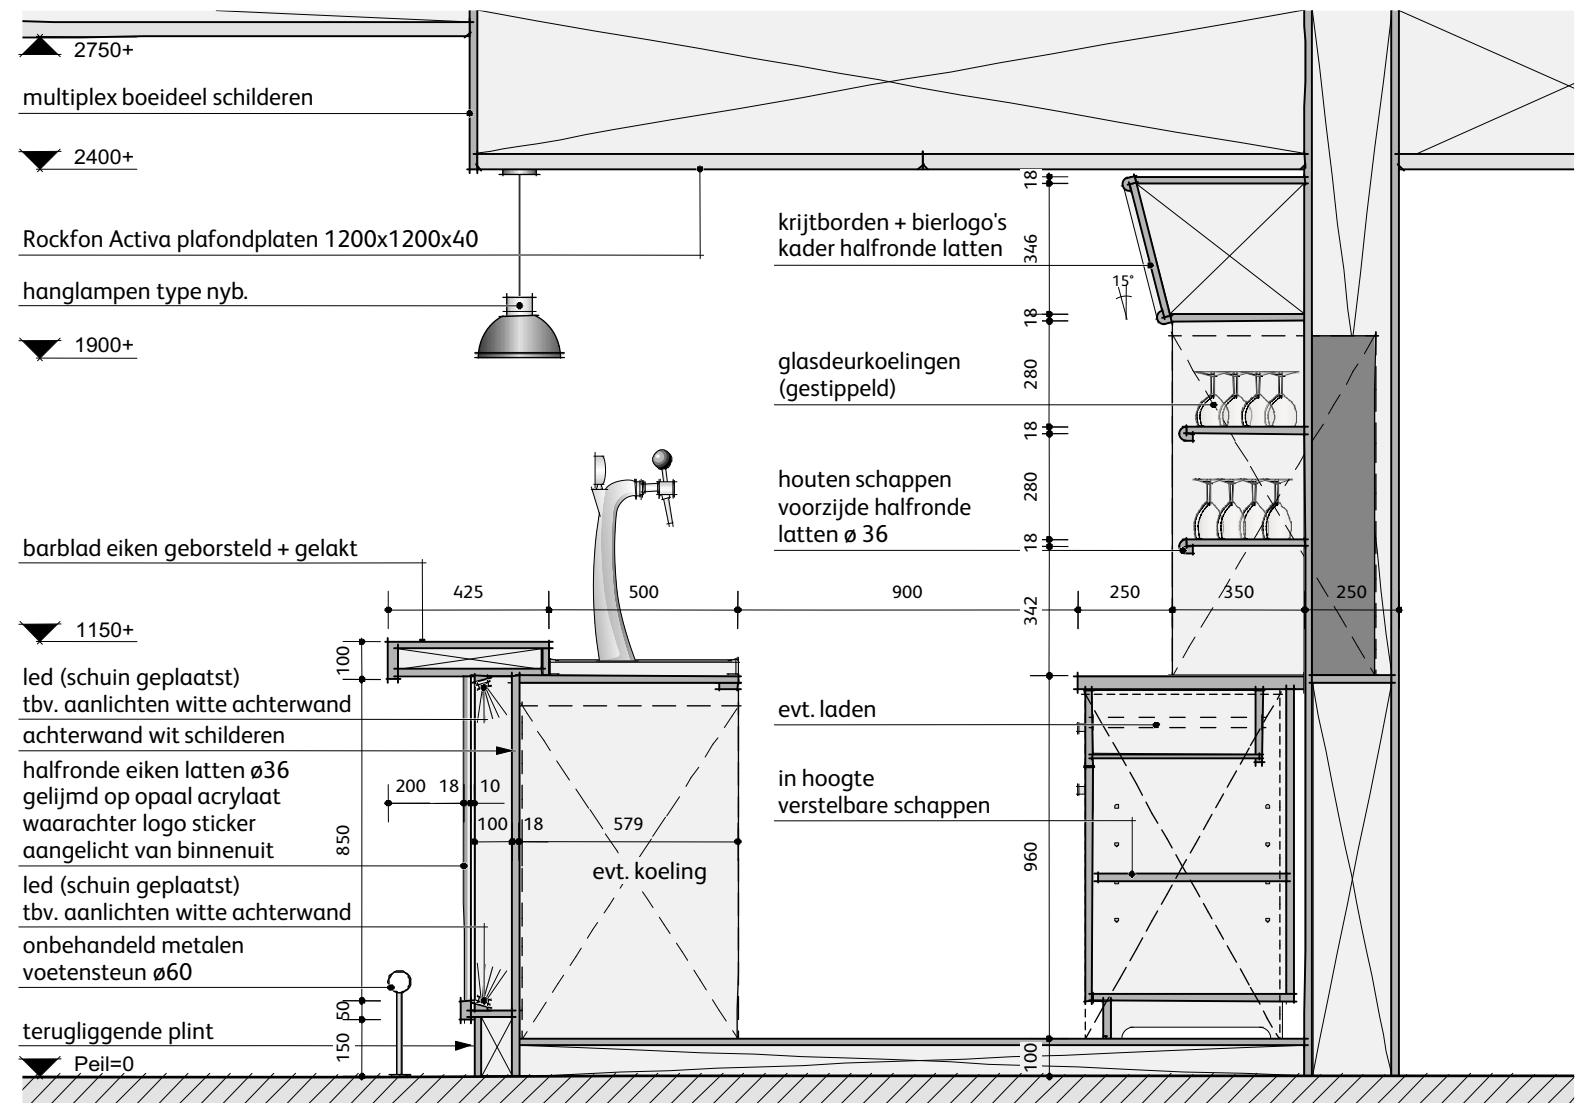 2750+
multiplex boeideel schilderen
2400+
Rockfon Activa plafondplaten 1200x1200x40
hanglampen type nyb.
1900+
barblad eiken geborsteld + gelakt
1150+
led (schuin geplaatst)
tbv. aanlichten witte achterwand
achterwand wit schilderen
halfronde eiken latten ø36
gelijmd op opaal acrylaat
waarachter logo sticker
aangelicht van binnenuit
led (schuin geplaatst)
tbv. aanlichten witte achterwand
onbehandeld metalen
voetensteun ø60
terugliggende plint
Peil=0
krijtborden + bierlogo's
kader halfronde latten
glasdeurkoelingen
(gestippeld)
houten schappen
voorzijde halfronde
latten ø 36
evt. laden
in hoogte
verstelbare schappen
evt. koeling
15°
425
500
900
250
350
250
200
18
10
100
18
579
100
850
50
150
18
346
18
280
18
280
18
342
960
100